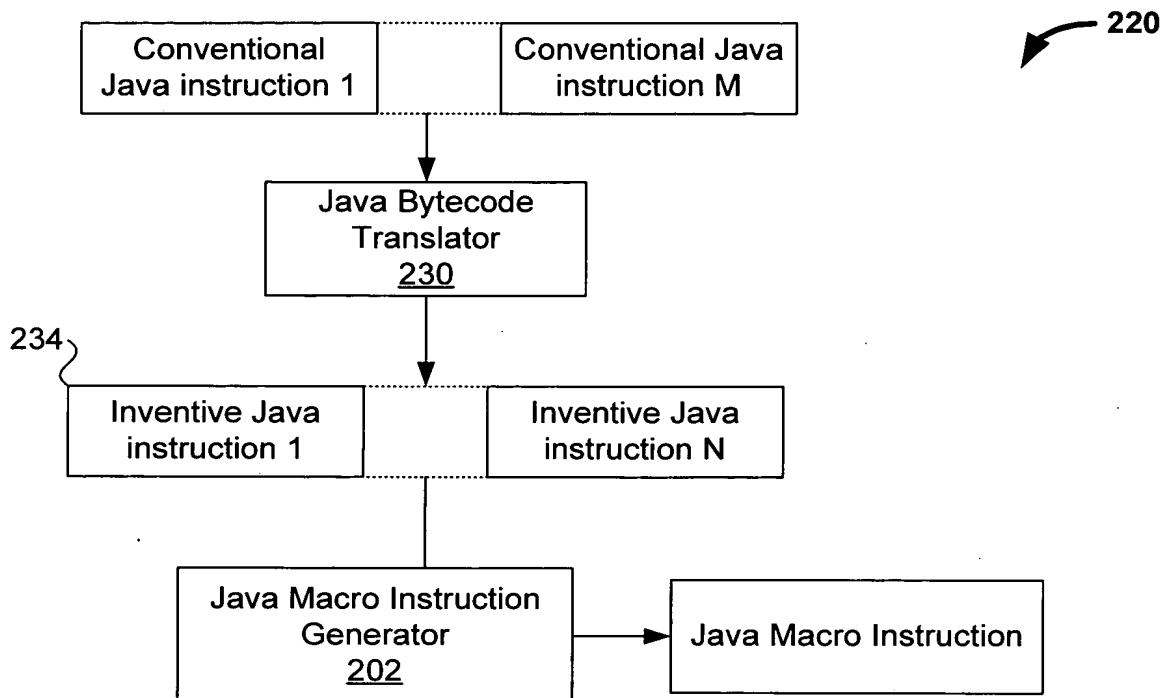 220
Conventional
Java instruction 1
Conventional Java
instruction M
Java Bytecode
Translator
230
234
Inventive Java
instruction 1
Inventive Java
instruction N
Java Macro Instruction
Generator
202
Java Macro Instruction